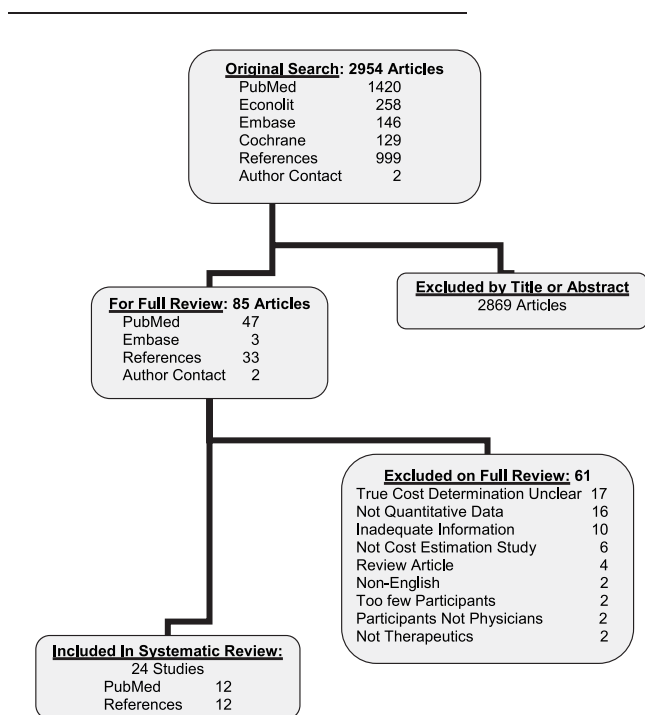 Original Search: 2954 Articles
PubMed 1420
Econolit 258
Embase 146
Cochrane 129
References 999
Author Contact 2
For Full Review: 85 Articles
PubMed 47
Embase 3
References 33
Author Contact 2
Excluded by Title or Abstract
2869 Articles
Excluded on Full Review: 61
True Cost Determination Unclear 17
Not Quantitative Data 16
Inadequate Information 10
Not Cost Estimation Study 6
Review Article 4
Non-English 2
Too few Participants 2
Participants Not Physicians 2
Not Therapeutics 2
Included In Systematic Review:
24 Studies
PubMed 12
References 12